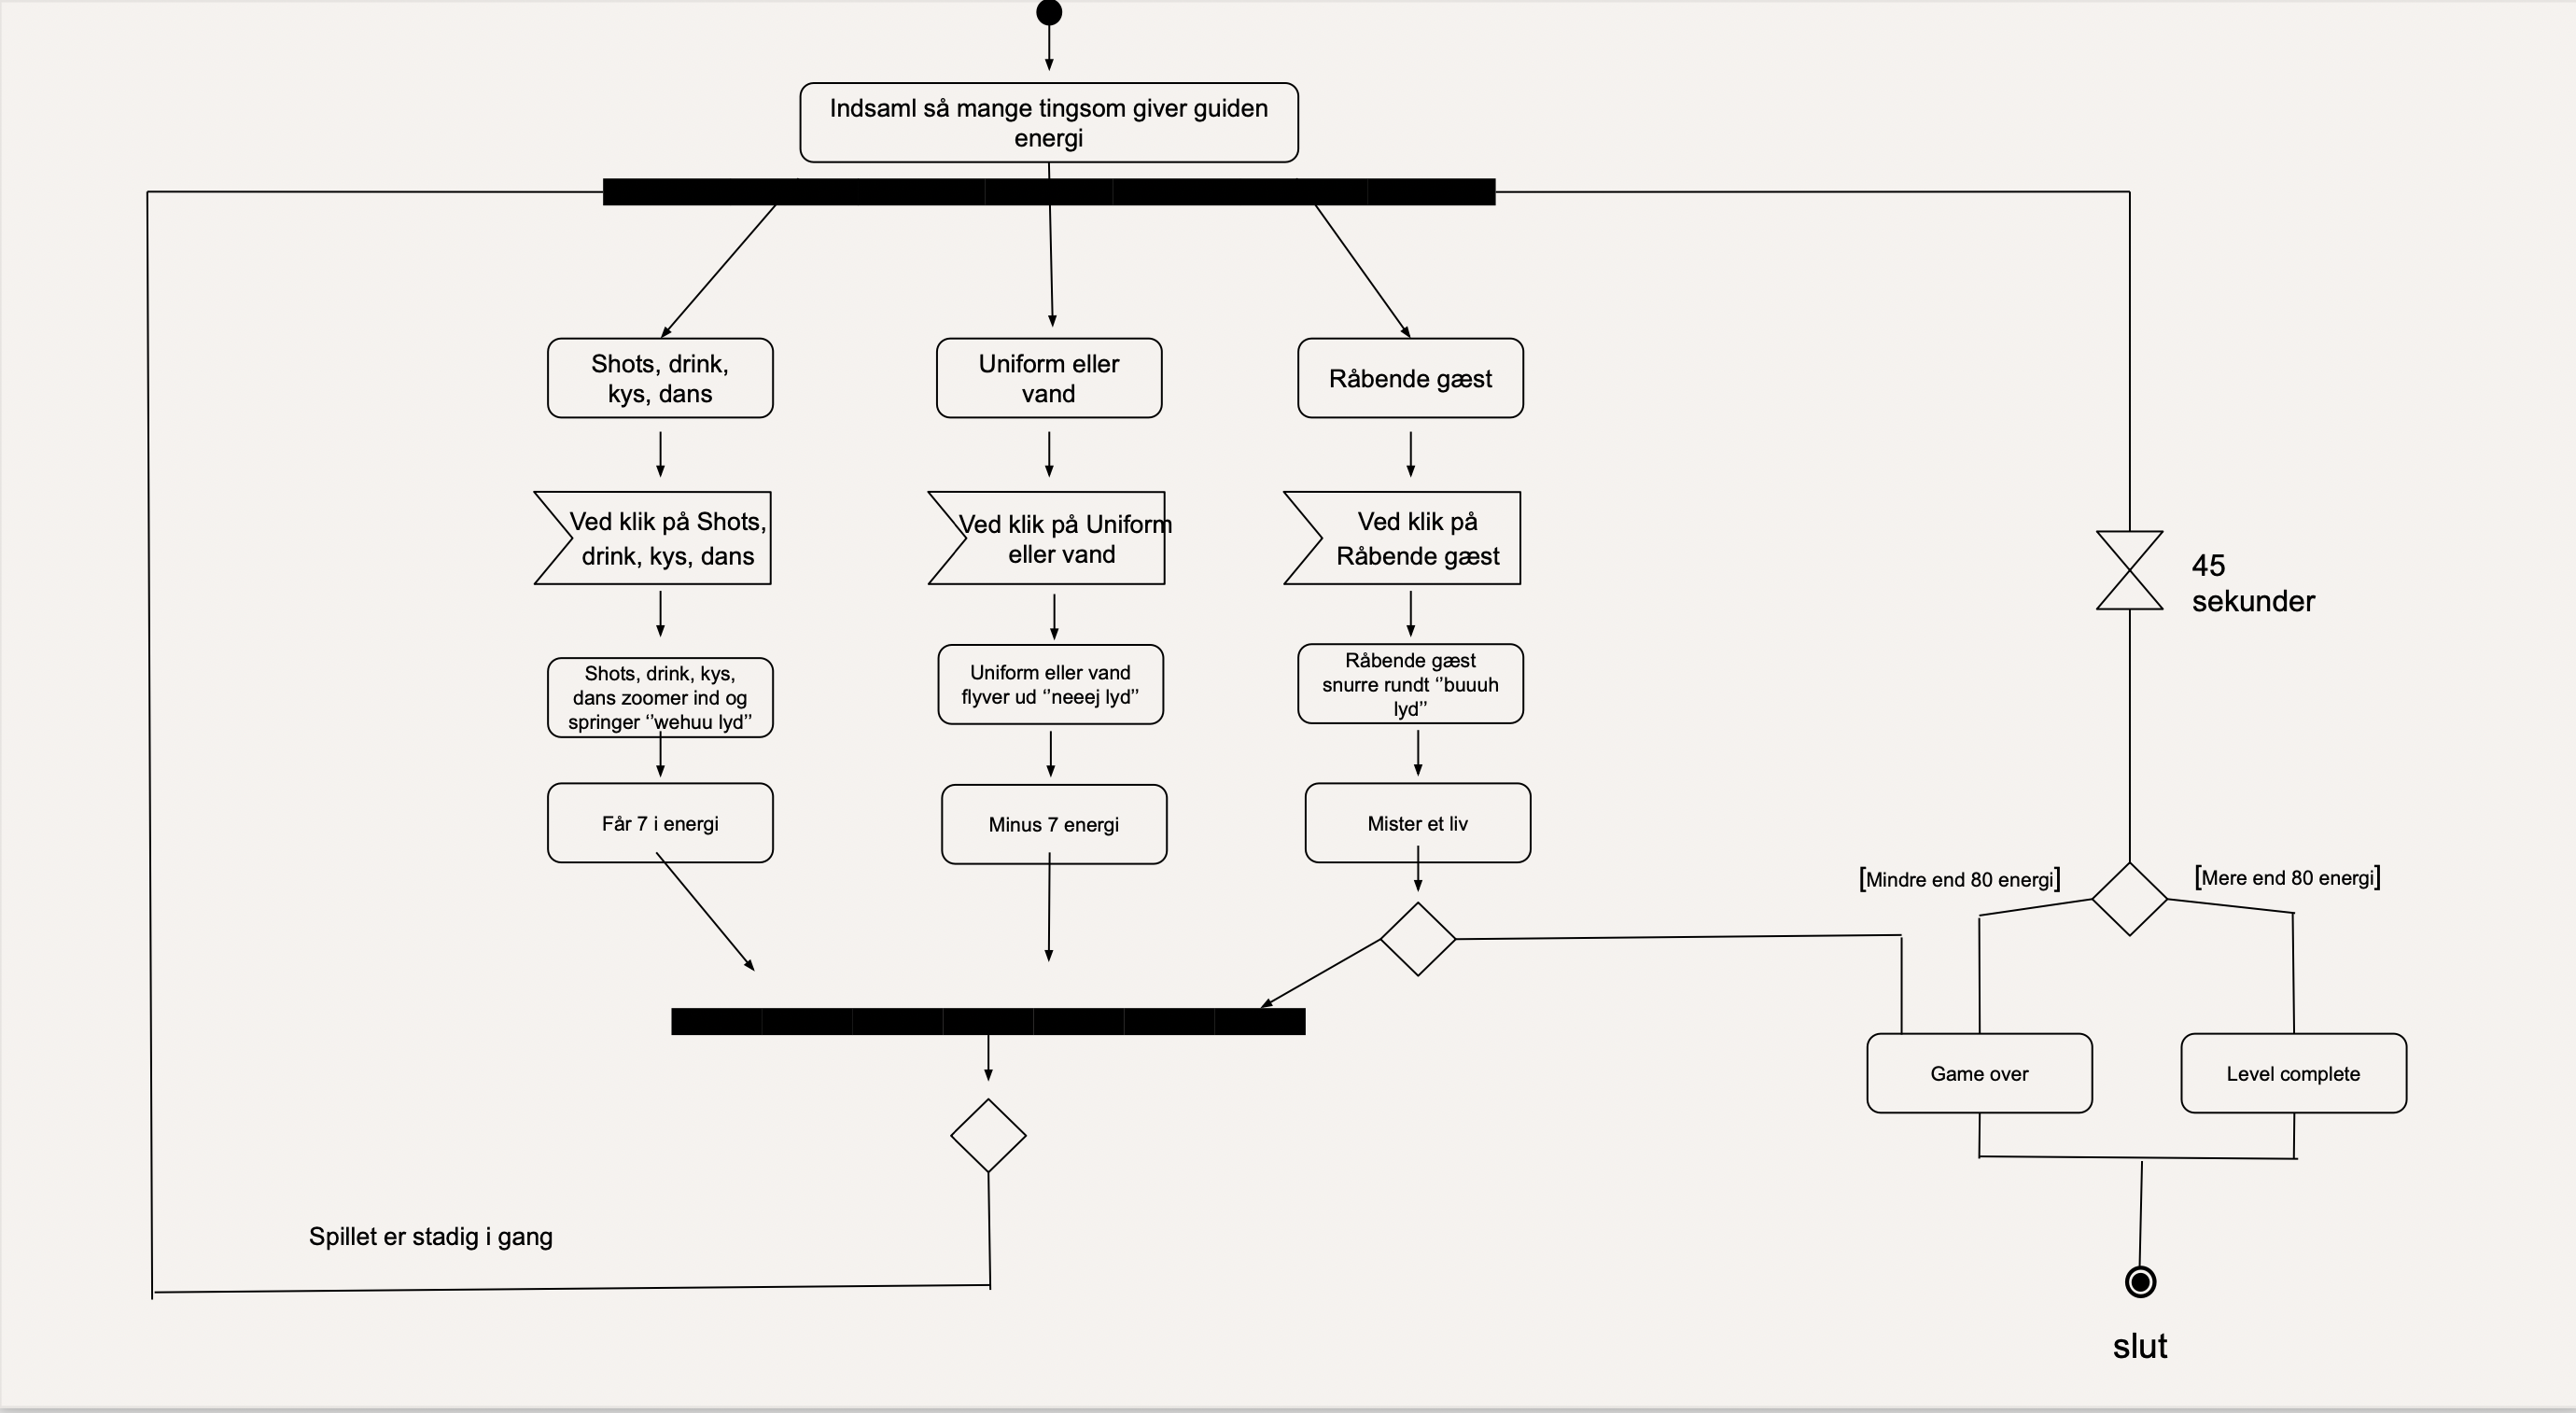 Indsaml så mange tingsom giver guiden
energi
Shots, drink,
kys, dans
Uniform eller
vand
Råbende gæst
Ved klik på Shots,
drink, kys, dans
Ved klik på Uniform
eller vand
Ved klik på
Råbende gæst
45
sekunder
Shots, drink, kys,
dans zoomer ind og
springer ‘’wehuu lyd’’
Uniform eller vand
flyver ud ‘’neeej lyd’’
Råbende gæst
snurre rundt ‘’buuuh
lyd’’
Får 7 i energi
Minus 7 energi
Mister et liv
[Mindre end 80 energi]
[Mere end 80 energi]
Game over
Level complete
Spillet er stadig i gang
slut